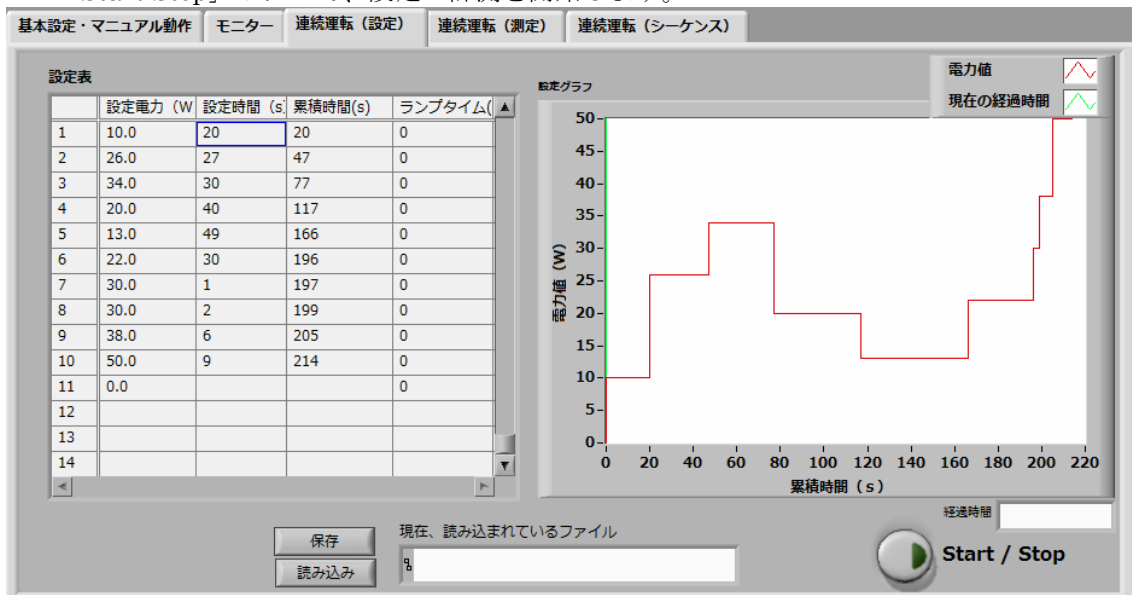 基本設定・マニュアル動作 モニター 連続運転（設定） 連続運転（測定） 連続運転（シーケンス）
設定表
設定電力（W 設定時間（s 累積時間(s) ランプタイム(
1 10.0 20 20 0
2 26.0 27 47 0
3 34.0 30 77 0
4 20.0 40 117 0
5 13.0 49 166 0
6 22.0 30 196 0
7 30.0 1 197 0
8 30.0 2 199 0
9 38.0 6 205 0
10 50.0 9 214 0
11 0.0 0
12
13
14
設定グラフ
電力値
現在の経過時間
電力値（W）
50
45
40
35
30
25
20
15
10
5
0
0 20 40 60 80 100 120 140 160 180 200 220
累積時間（s）
保存
読み込み
現在、読み込まれているファイル
経過時間
Start / Stop